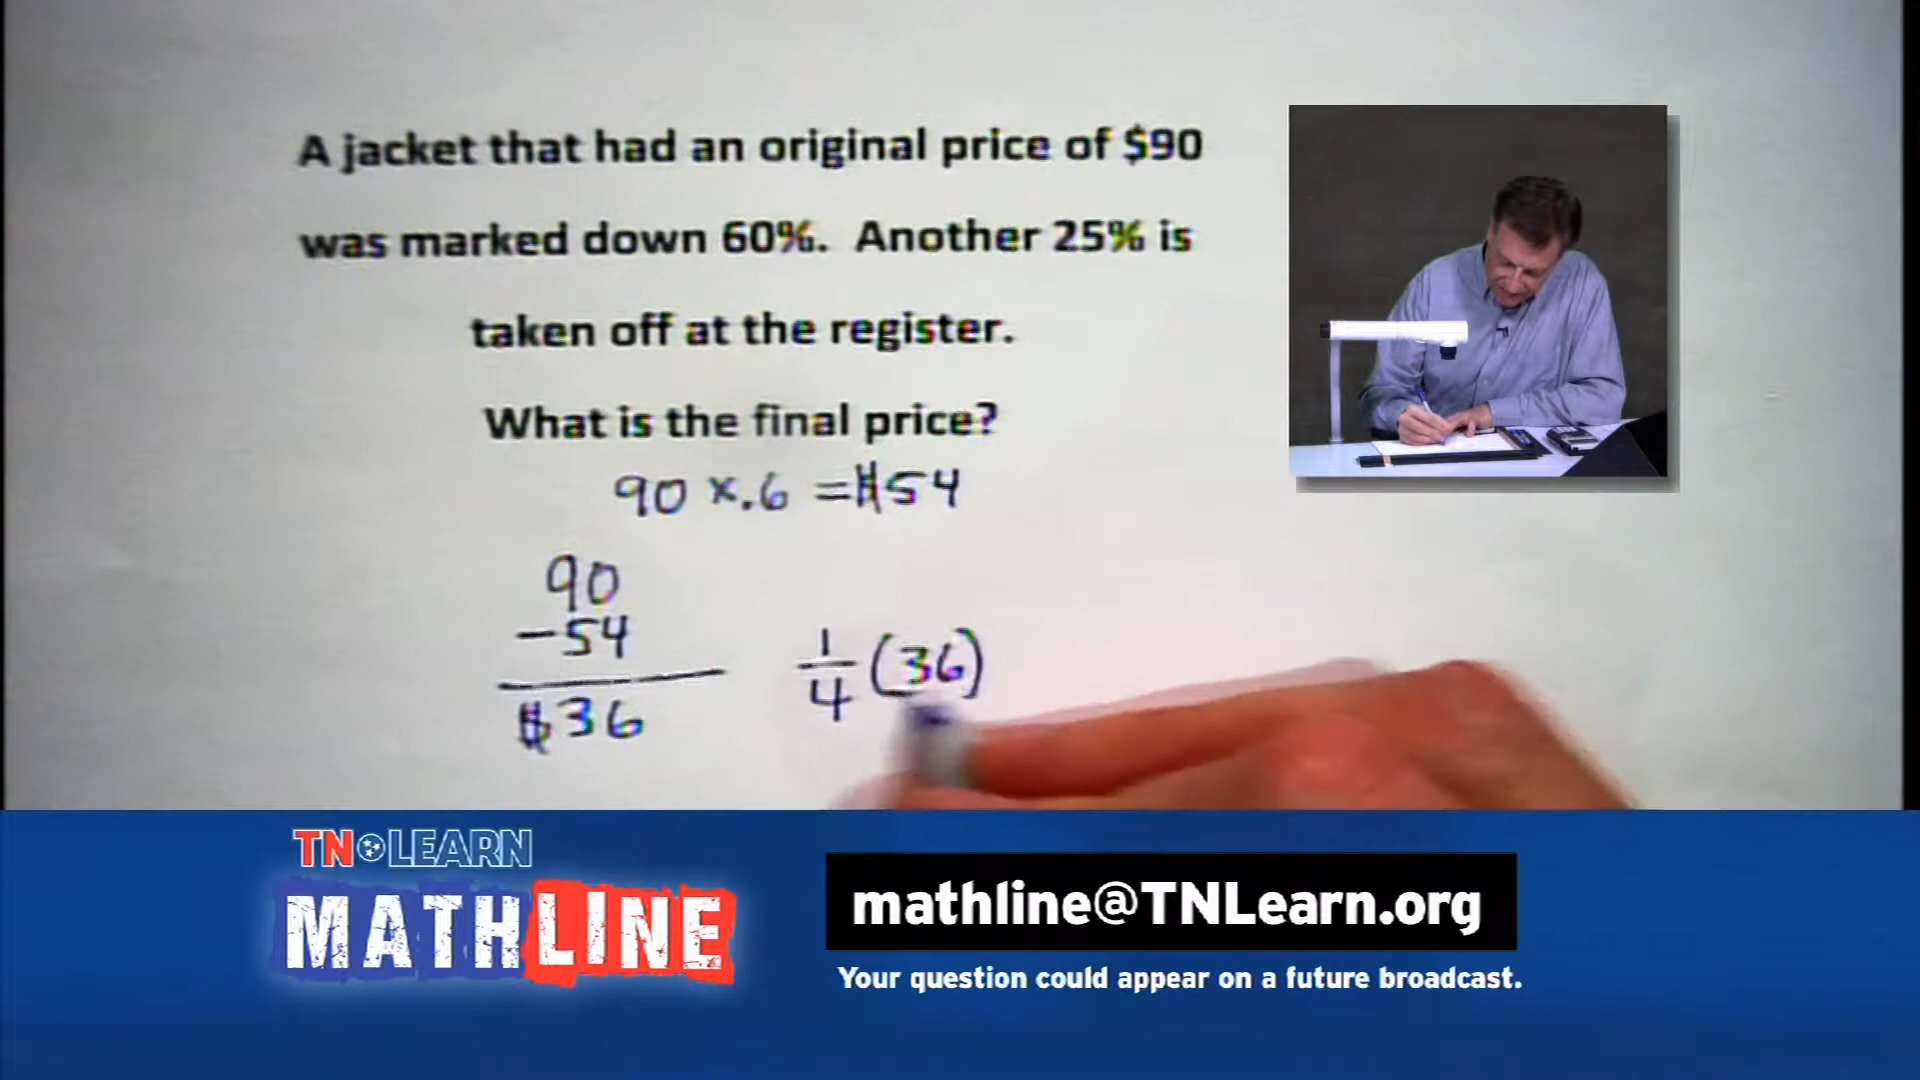 A jacket that had an original price of $90
was marked down 60%. Another 25% is
taken off at the register.
What is the final price?
90 x .6 = $54
90
-54
$36
1/4 (36)
TN LEARN
MATHLINE
mathline@TNLearn.org
Your question could appear on a future broadcast.